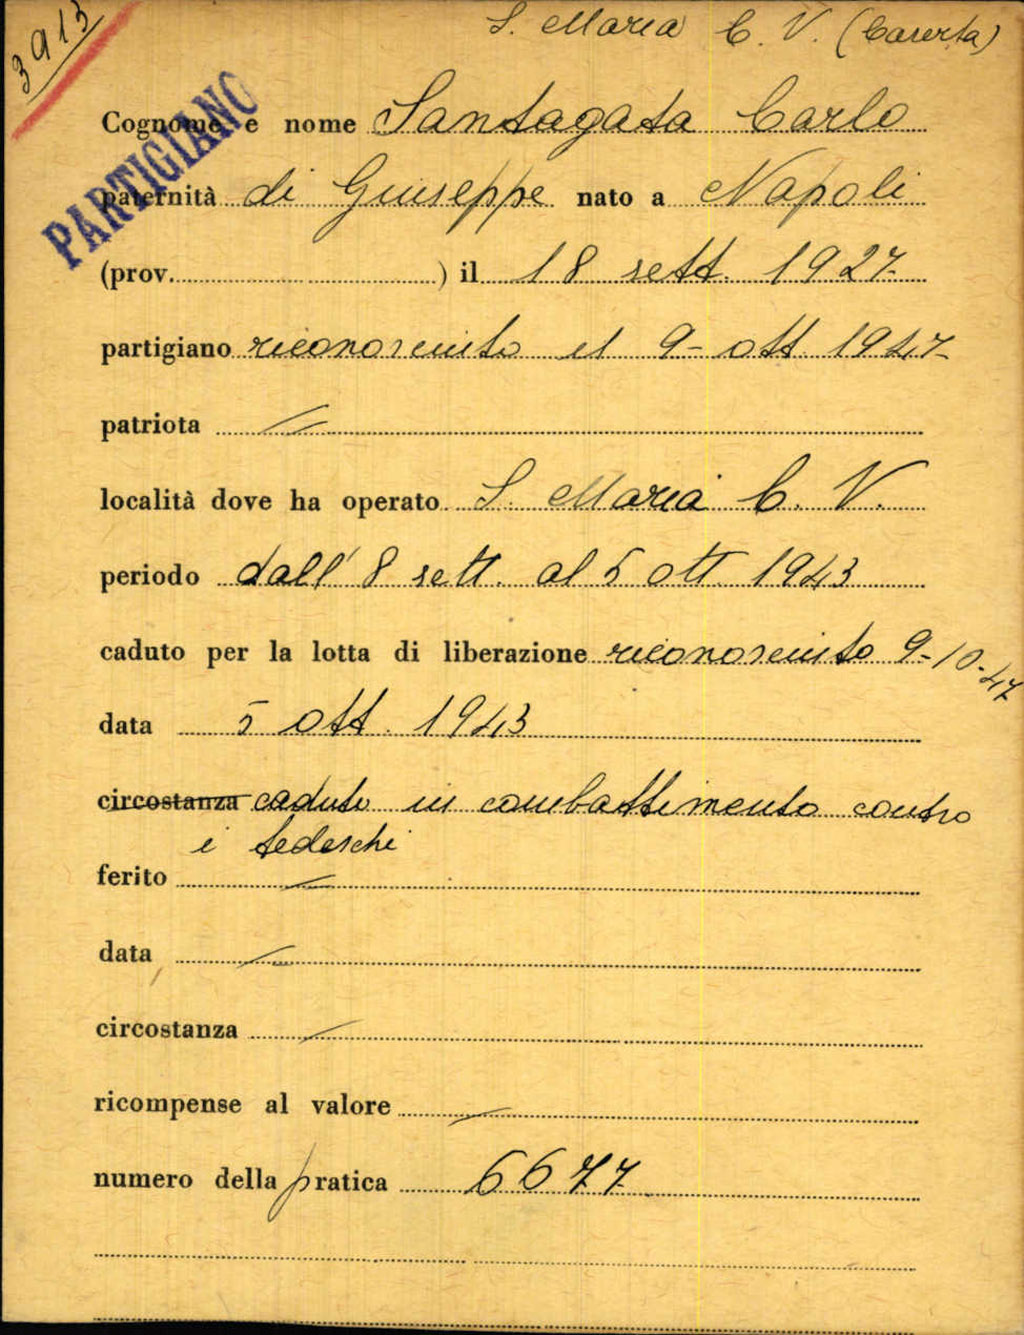 3913
S. Maria C. V. (Caserta)
PARTIGIANO
Cognome e nome Santagata Carlo
paternità di Giuseppe nato a Napoli
(prov. ) il 18 sett. 1927
partigiano riconosciuto il 9- ott. 1947
patriota
località dove ha operato S. Maria C. V.
periodo dall' 8 sett. al 5 ott. 1943
caduto per la lotta di liberazione riconosciuto 9-10-47
data 5 ott. 1943
circostanza caduto in combattimento contro
i tedeschi
ferito
data
circostanza
ricompense al valore
numero della pratica 6677